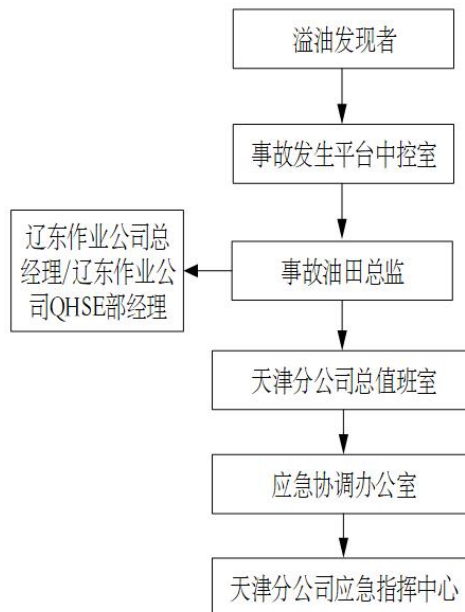 溢油发现者
事故发生平台中控室
辽东作业公司总
经理/辽东作业公
司QHSE部经理
事故油田总监
天津分公司总值班室
应急协调办公室
天津分公司应急指挥中心